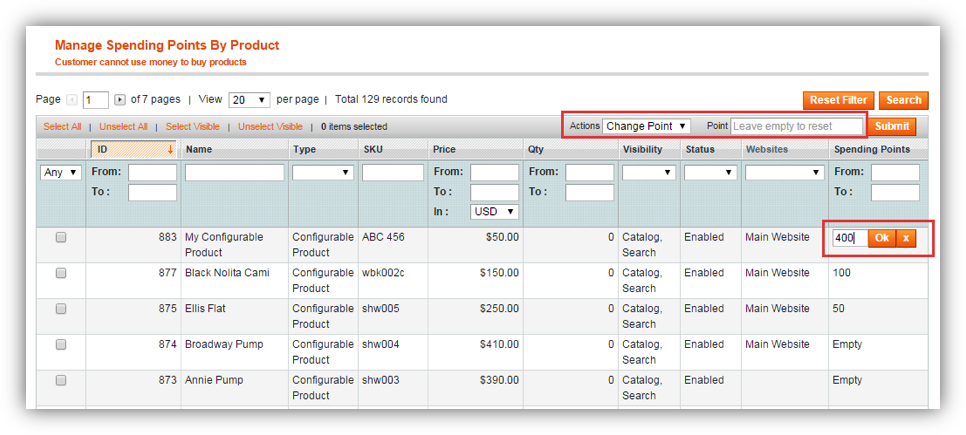 Manage Spending Points By Product
Customer cannot use money to buy products
Page 1 of 7 pages | View 20 per page | Total 129 records found Reset Filter Search
Select All | Unselect All | Select Visible | Unselect Visible | 0 items selected Actions Change Point Point Leave empty to reset Submit
ID Name Type SKU Price Qty Visibility Status Websites Spending Points
Any From: From: From: From:
To : To : To : To :
In : USD
883 My Configurable Configurable ABC 456 $50.00 0 Catalog, Enabled Main Website 400 Ok x
Product Product Search
877 Black Nolita Cami Configurable wbk002c $150.00 0 Catalog, Enabled Main Website 100
Product Search
875 Ellis Flat Configurable shw005 $250.00 0 Catalog, Enabled Main Website 50
Product Search
874 Broadway Pump Configurable shw004 $410.00 0 Catalog, Enabled Main Website Empty
Product Search
873 Annie Pump Configurable shw003 $390.00 0 Catalog, Enabled Empty
Product Search